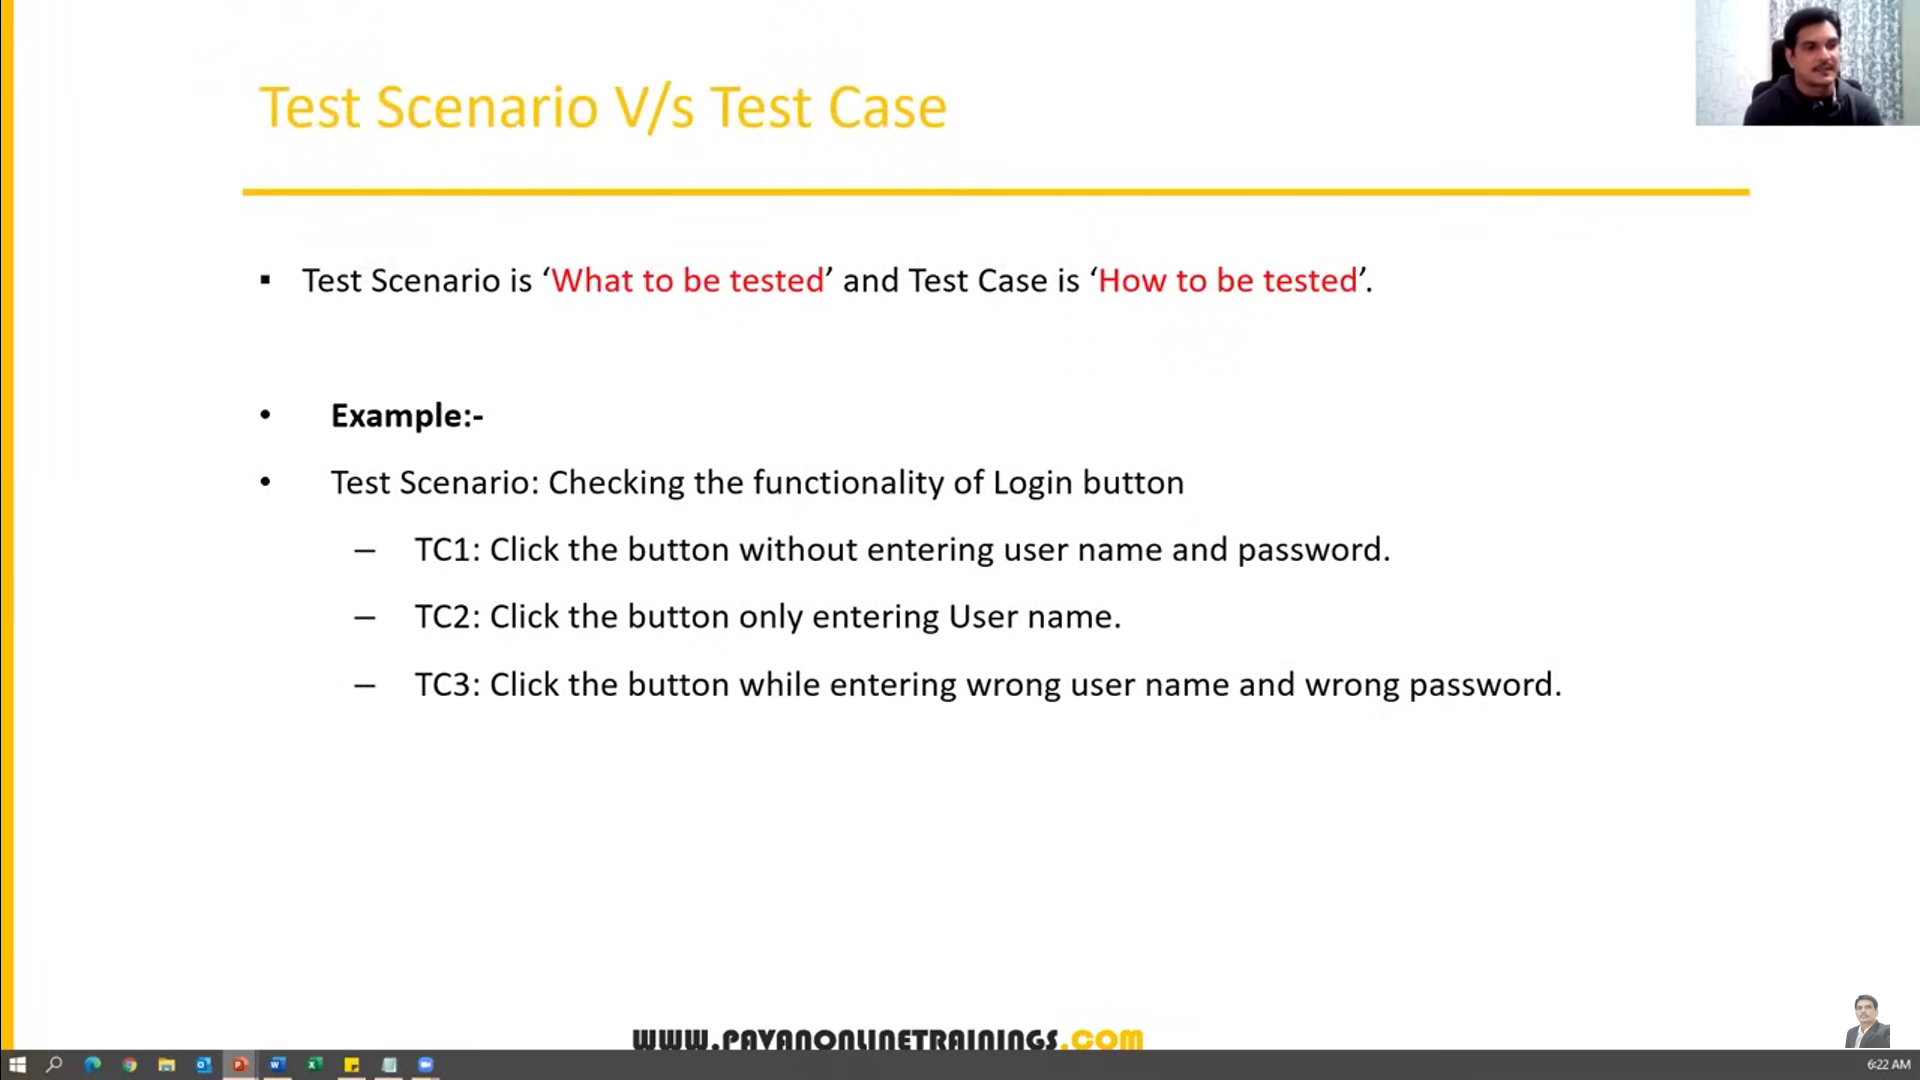 Test Scenario V/s Test Case
▪ Test Scenario is ‘What to be tested’ and Test Case is ‘How to be tested’.
• Example:-
• Test Scenario: Checking the functionality of Login button
– TC1: Click the button without entering user name and password.
– TC2: Click the button only entering User name.
– TC3: Click the button while entering wrong user name and wrong password.
WWW.PAVANONLINETRAININGS.COM
6:22 AM